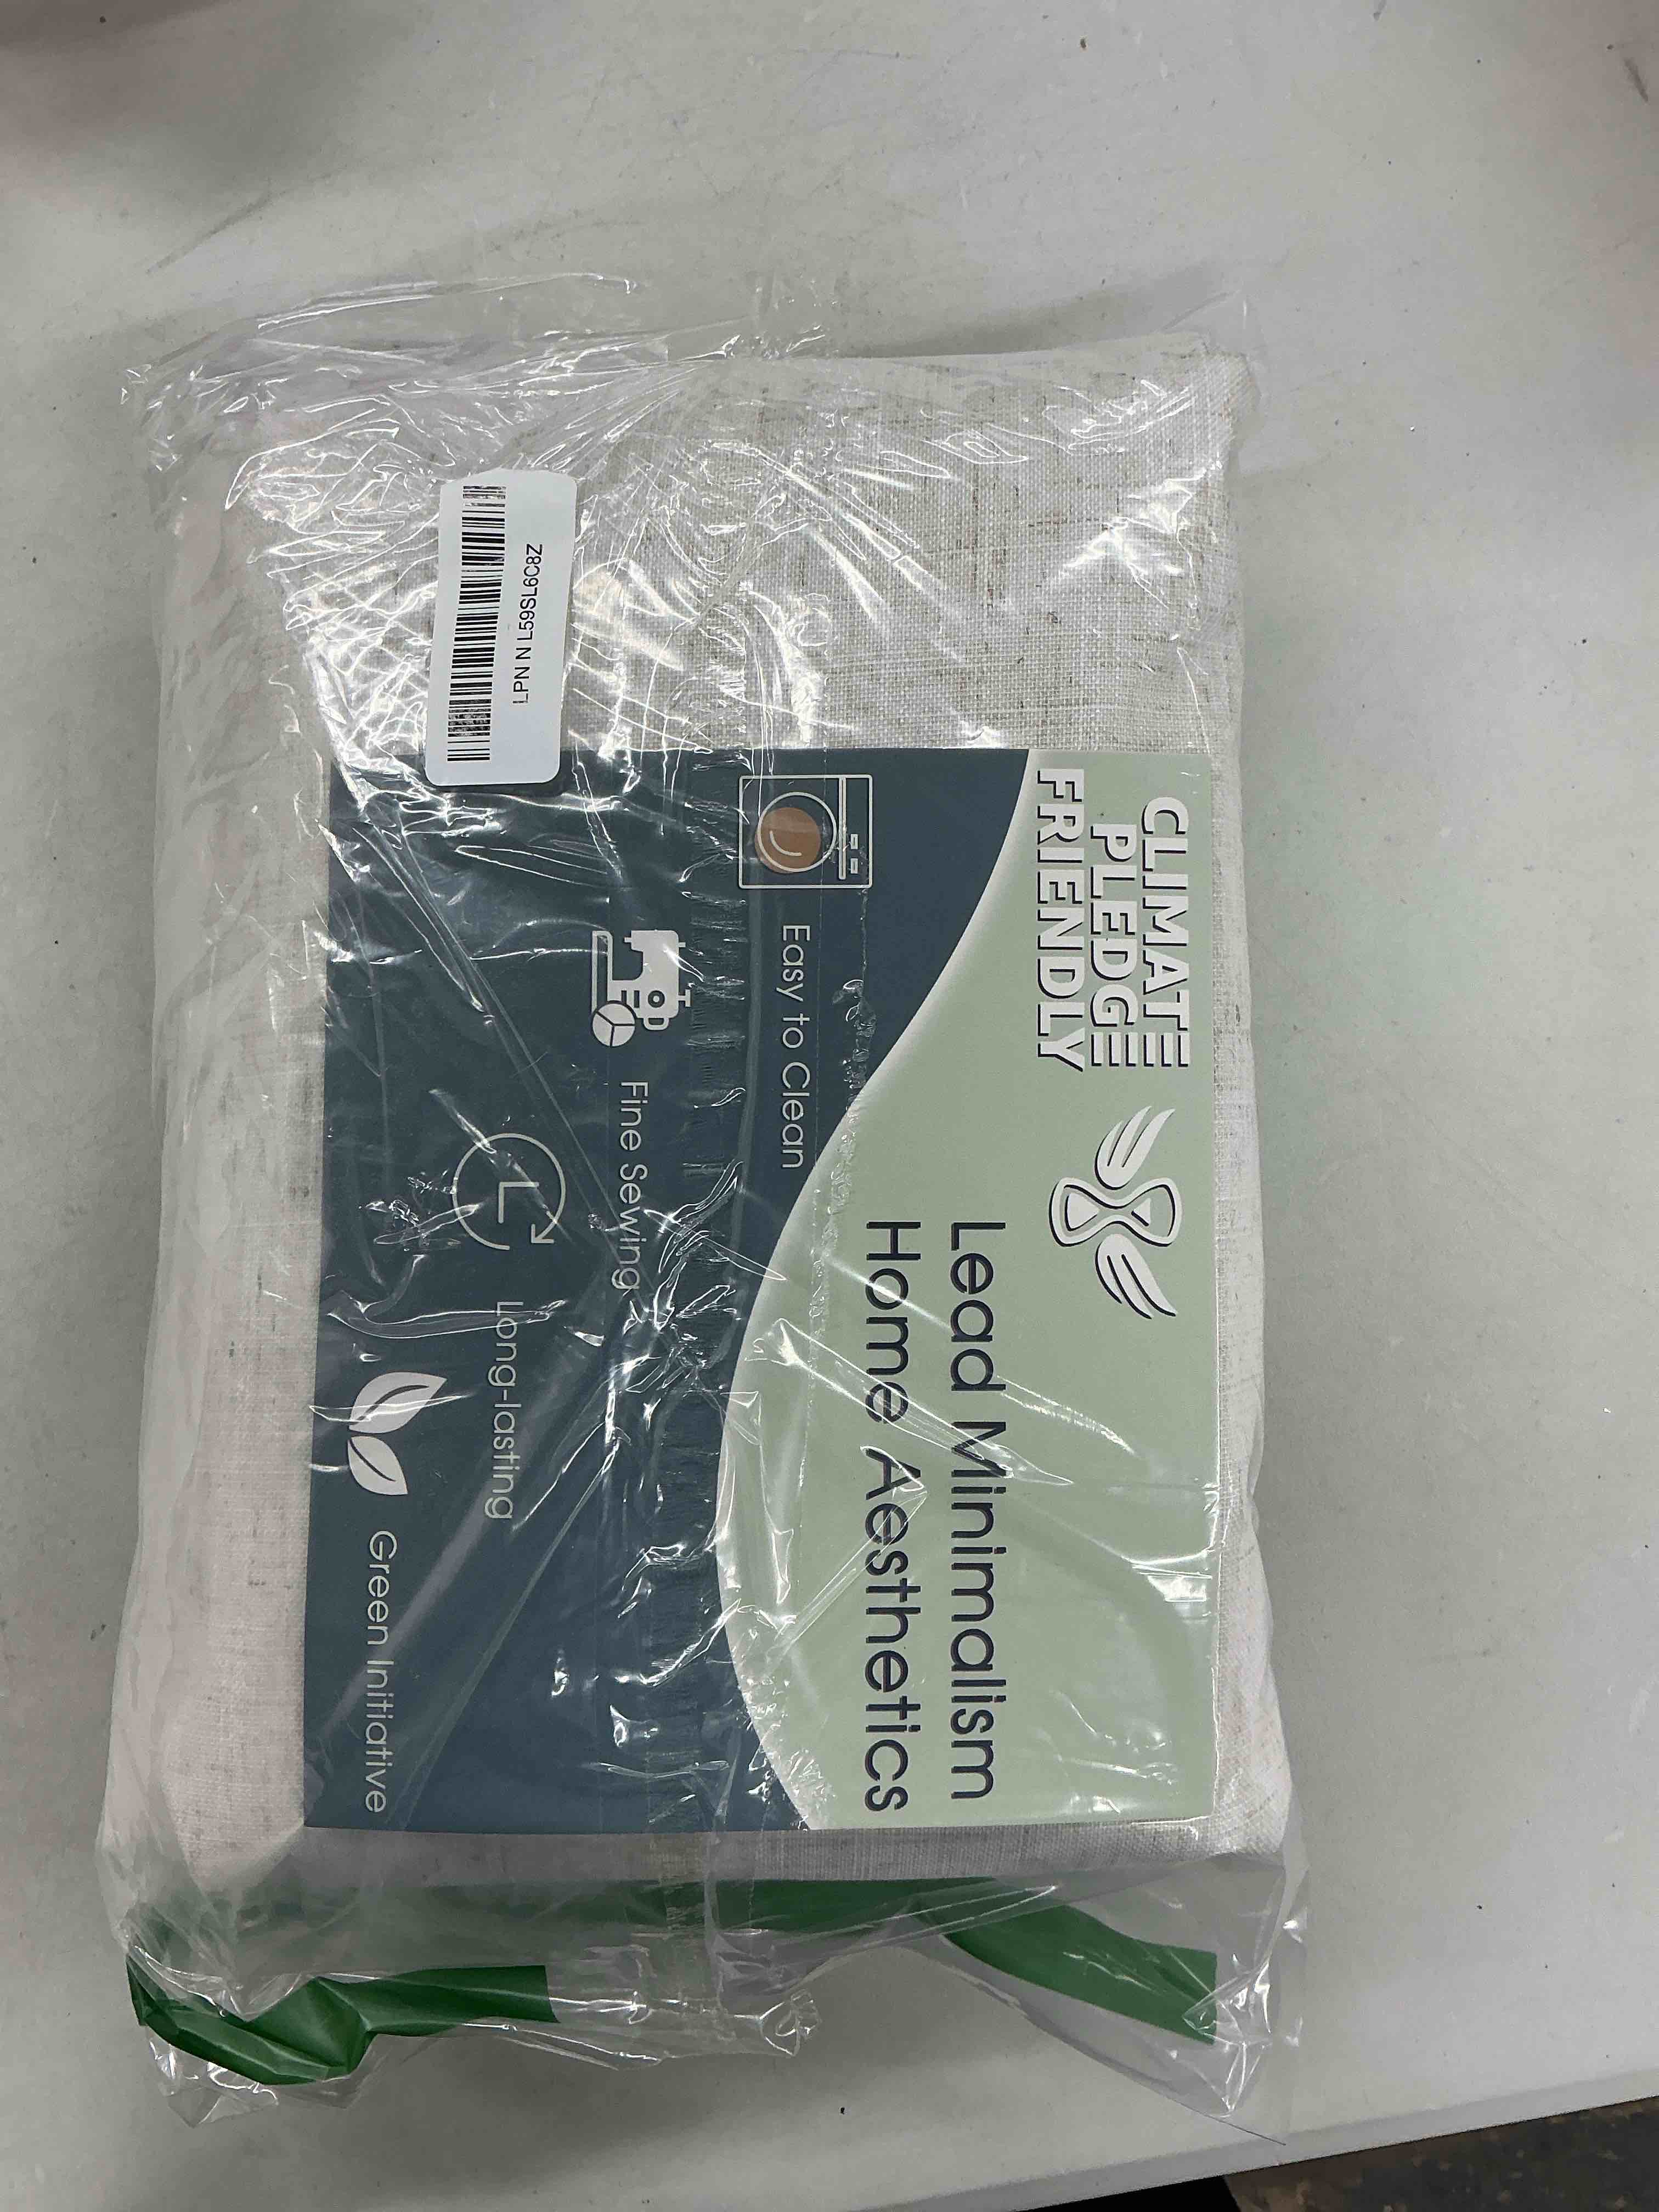 CLIMATE
PLEDGE
FRIENDLY
Lead Minimalism
Home Aesthetics
Easy to Clean
Fine Sewing
Long-lasting
Green Initiative
LPN N L59SL6C8Z